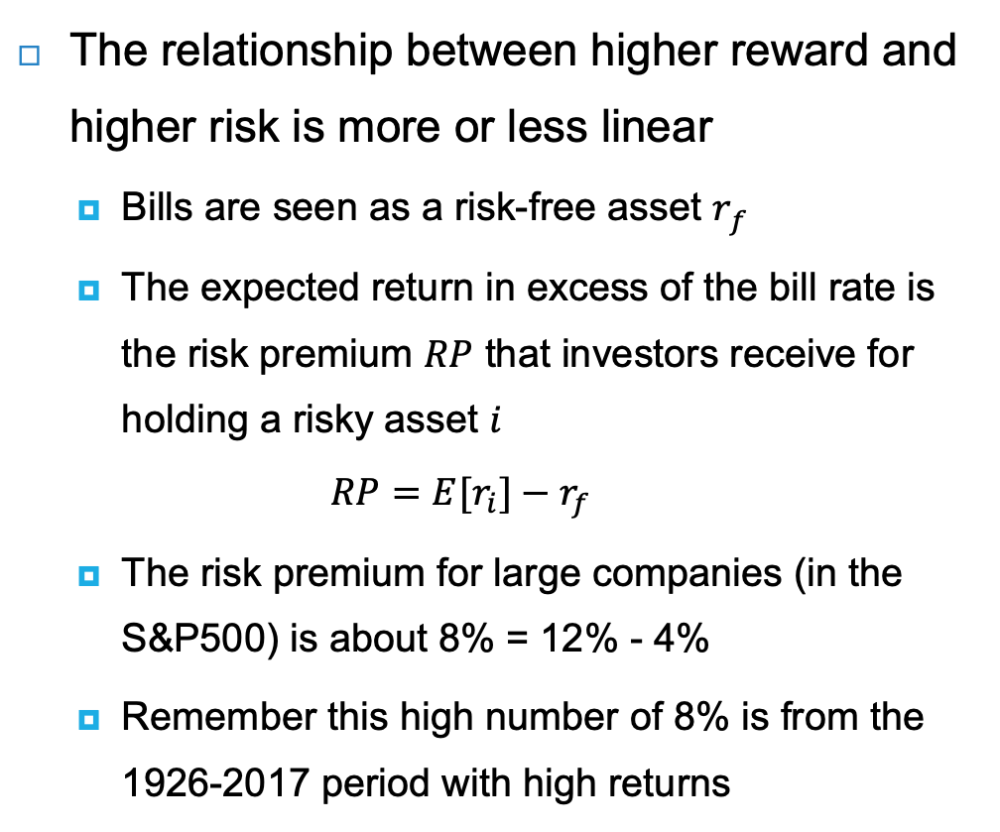 The relationship between higher reward and
higher risk is more or less linear
Bills are seen as a risk-free asset r_f
The expected return in excess of the bill rate is
the risk premium RP that investors receive for
holding a risky asset i
RP = E[r_i] − r_f
The risk premium for large companies (in the
S&P500) is about 8% = 12% - 4%
Remember this high number of 8% is from the
1926-2017 period with high returns